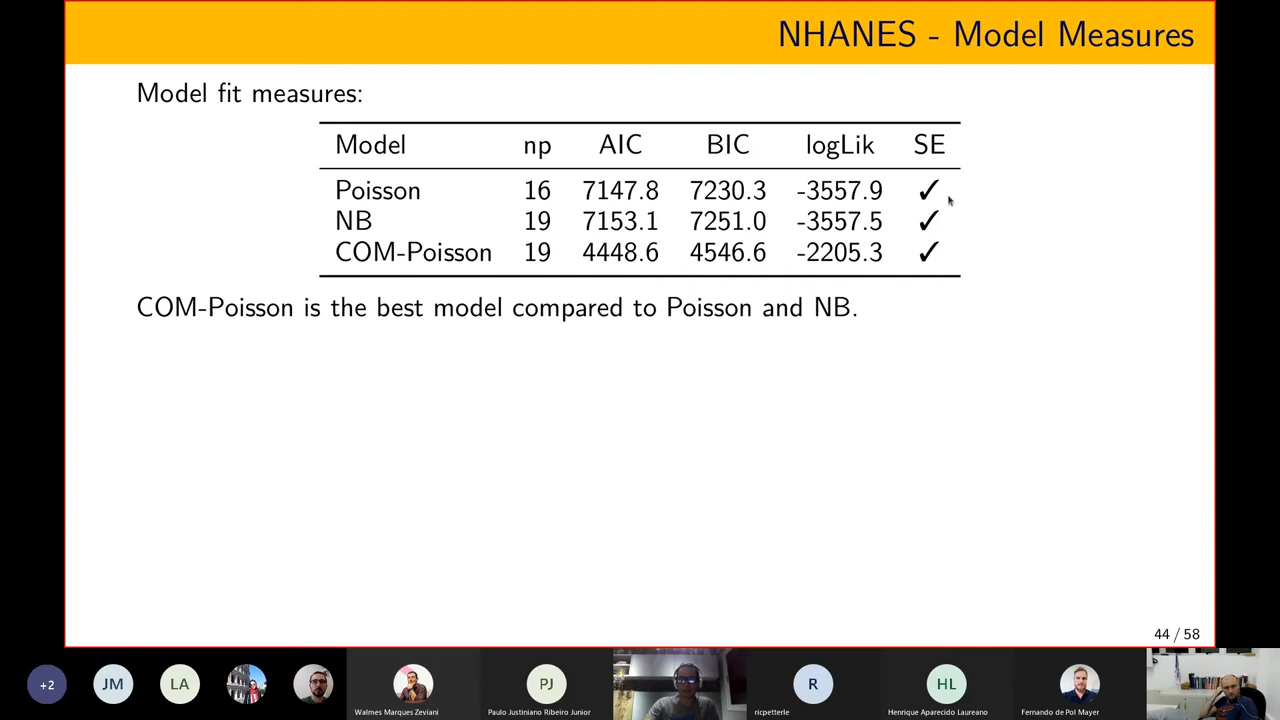 NHANES - Model Measures
Model fit measures:
Model np AIC BIC logLik SE
Poisson 16 7147.8 7230.3 -3557.9 ✓
NB 19 7153.1 7251.0 -3557.5 ✓
COM-Poisson 19 4448.6 4546.6 -2205.3 ✓
COM-Poisson is the best model compared to Poisson and NB.
44 / 58
+2 JM LA PJ R HL
Walmes Marques Zeviani Paulo Justiniano Ribeiro Junior ricpetterle Henrique Aparecido Laureano Fernando de Pol Mayer